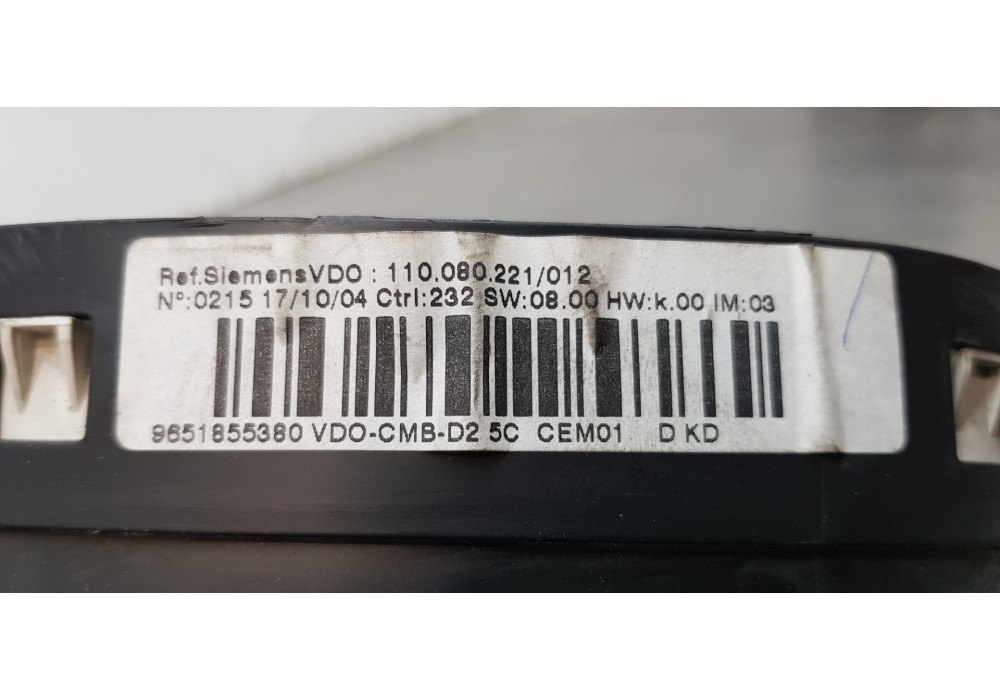 Ref.SiemensVDO : 110.080.221/012
Nº:0215 17/10/04 Ctrl:232 SW:08.00 HW:k.00 IM:03
9651855380 VDO-CMB-D2 5C CEM01 D KD